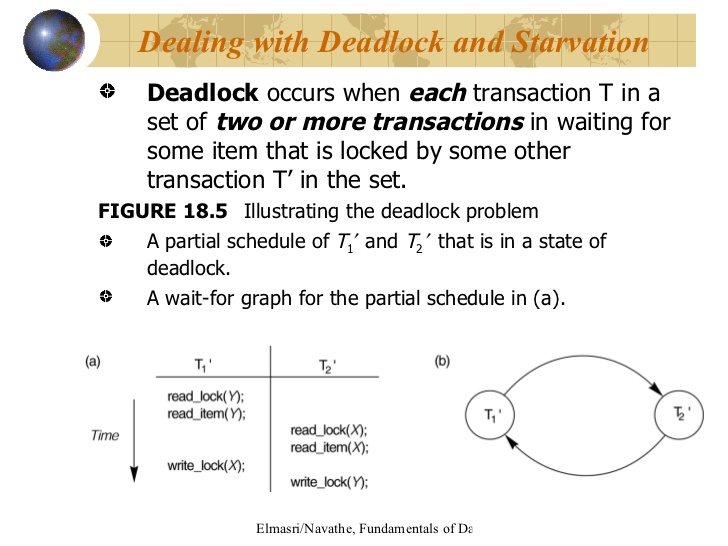 Dealing with Deadlock and Starvation
Deadlock occurs when each transaction T in a
set of two or more transactions in waiting for
some item that is locked by some other
transaction T’ in the set.
FIGURE 18.5 Illustrating the deadlock problem
A partial schedule of T1′ and T2′ that is in a state of
deadlock.
A wait-for graph for the partial schedule in (a).
(a)
T1'
T2'
Time
read_lock(Y);
read_item(Y);
read_lock(X);
read_item(X);
write_lock(X);
write_lock(Y);
(b)
T1'
T2'
Elmasri/Navathe, Fundamentals of Da